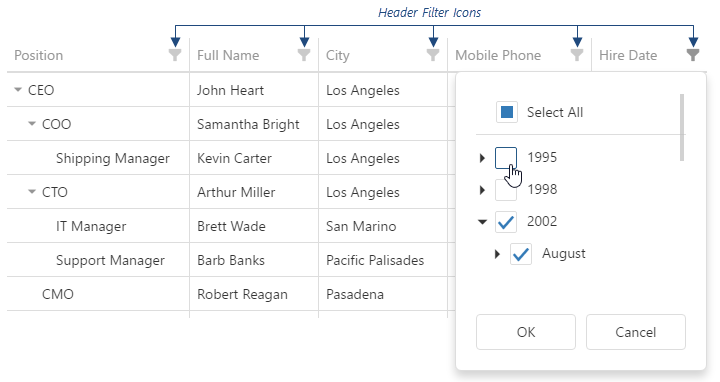 Header Filter Icons
Position Full Name City Mobile Phone Hire Date
CEO John Heart Los Angeles
Select All
COO Samantha Bright Los Angeles
Shipping Manager Kevin Carter Los Angeles
1995
CTO Arthur Miller Los Angeles
1998
IT Manager Brett Wade San Marino
2002
Support Manager Barb Banks Pacific Palisades
August
CMO Robert Reagan Pasadena
OK Cancel